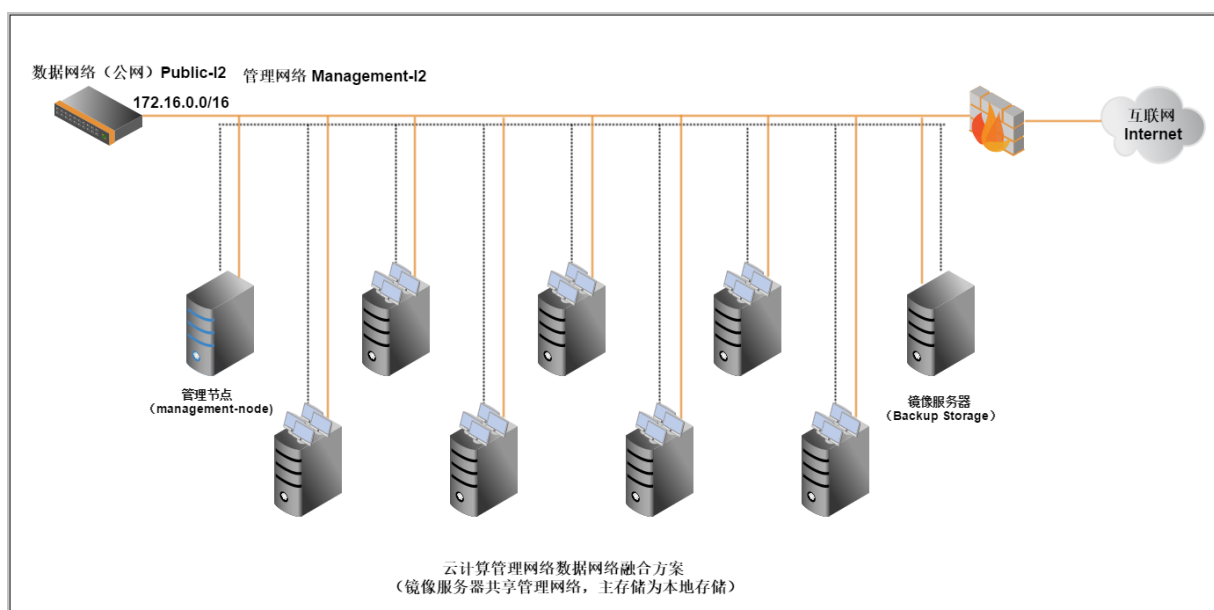 数据网络（公网）Public-l2 管理网络 Management-l2
172.16.0.0/16
互联网
Internet
管理节点
（management-node)
镜像服务器
（Backup Storage）
云计算管理网络数据网络融合方案
（镜像服务器共享管理网络，主存储为本地存储）